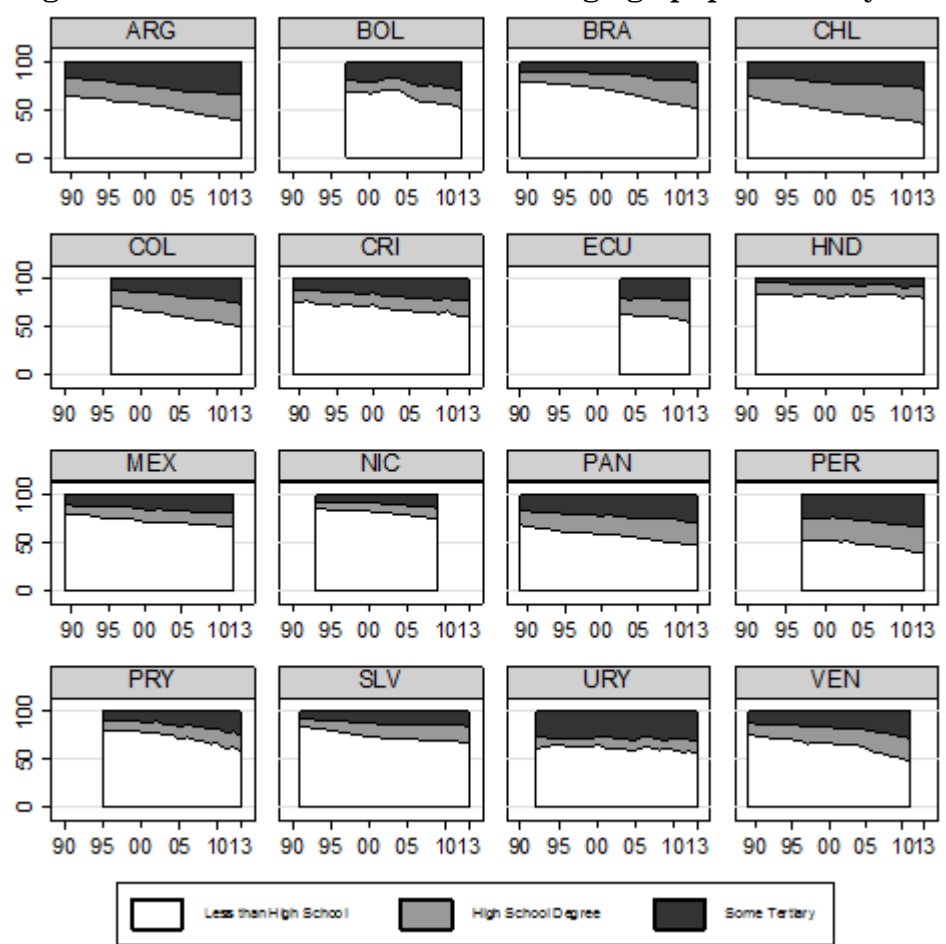 ARG BOL BRA CHL
100
50
0
90 95 00 05 1013 90 95 00 05 1013 90 95 00 05 1013 90 95 00 05 1013
COL CRI ECU HND
100
50
0
90 95 00 05 1013 90 95 00 05 1013 90 95 00 05 1013 90 95 00 05 1013
MEX NIC PAN PER
100
50
0
90 95 00 05 1013 90 95 00 05 1013 90 95 00 05 1013 90 95 00 05 1013
PRY SLV URY VEN
100
50
0
90 95 00 05 1013 90 95 00 05 1013 90 95 00 05 1013 90 95 00 05 1013
Less than High School High School Degree Some Tertiary